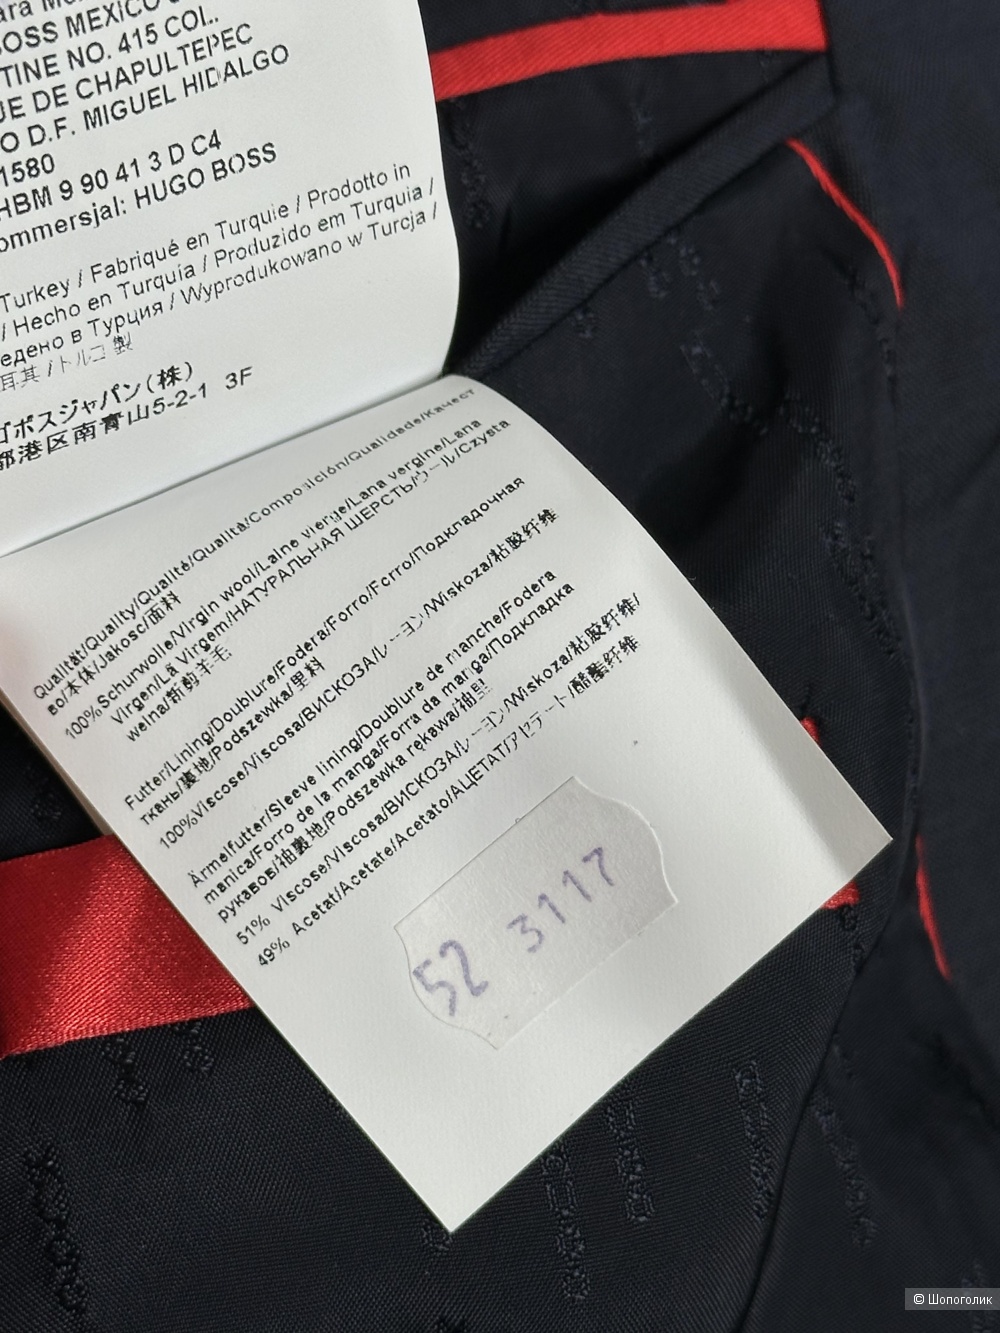 BOSS MEXICO
TINE NO. 415 COL.
UE DE CHAPULTEPEC
O D.F. MIGUEL HIDALGO
1580
HBM 9 90 41 3 D C4
ommersjal: HUGO BOSS
Turkey / Fabriqué en Turquie / Prodotto in
/ Hecho en Turquia / Produzido em Turquia /
едено в Турция / Wyprodukowano w Turcja /
耳其 / トルコ 製
ゴボスジャパン(株)
都港区南青山5-2-1 3F
Qualität/Quality/Qualité/Qualità/Composición/Qualidade/Качест
во/本体/Jakosc/面料
100%Schurwolle/Virgin wool/Laine vierge/Lana vergine/Lana
Virgen/Lã Virgem/НАТУРАЛЬНАЯ ШЕРСТЬ/ウール/Czysta
welna/新剪羊毛
Futter/Lining/Doublure/Fodera/Forro/Forro/Подкладочная
ткань/裏地/Podszewka/里料
100%Viscose/Viscosa/ВИСКОЗА/レーヨン/Wiskoza/粘胶纤维
Ärmelfutter/Sleeve lining/Doublure de manche/Fodera
manica/Forro de la manga/Forra da manga/Подкладка
рукавов/袖裏地/Podszewka rękawa/袖里
51% Viscose/Viscosa/ВИСКОЗА/レーヨン/Wiskoza/粘胶纤维/
49% Acetat/Acetate/Acetato/АЦЕТАТ/アセテート/醋酯纤维
52 3117
© Шопоголик